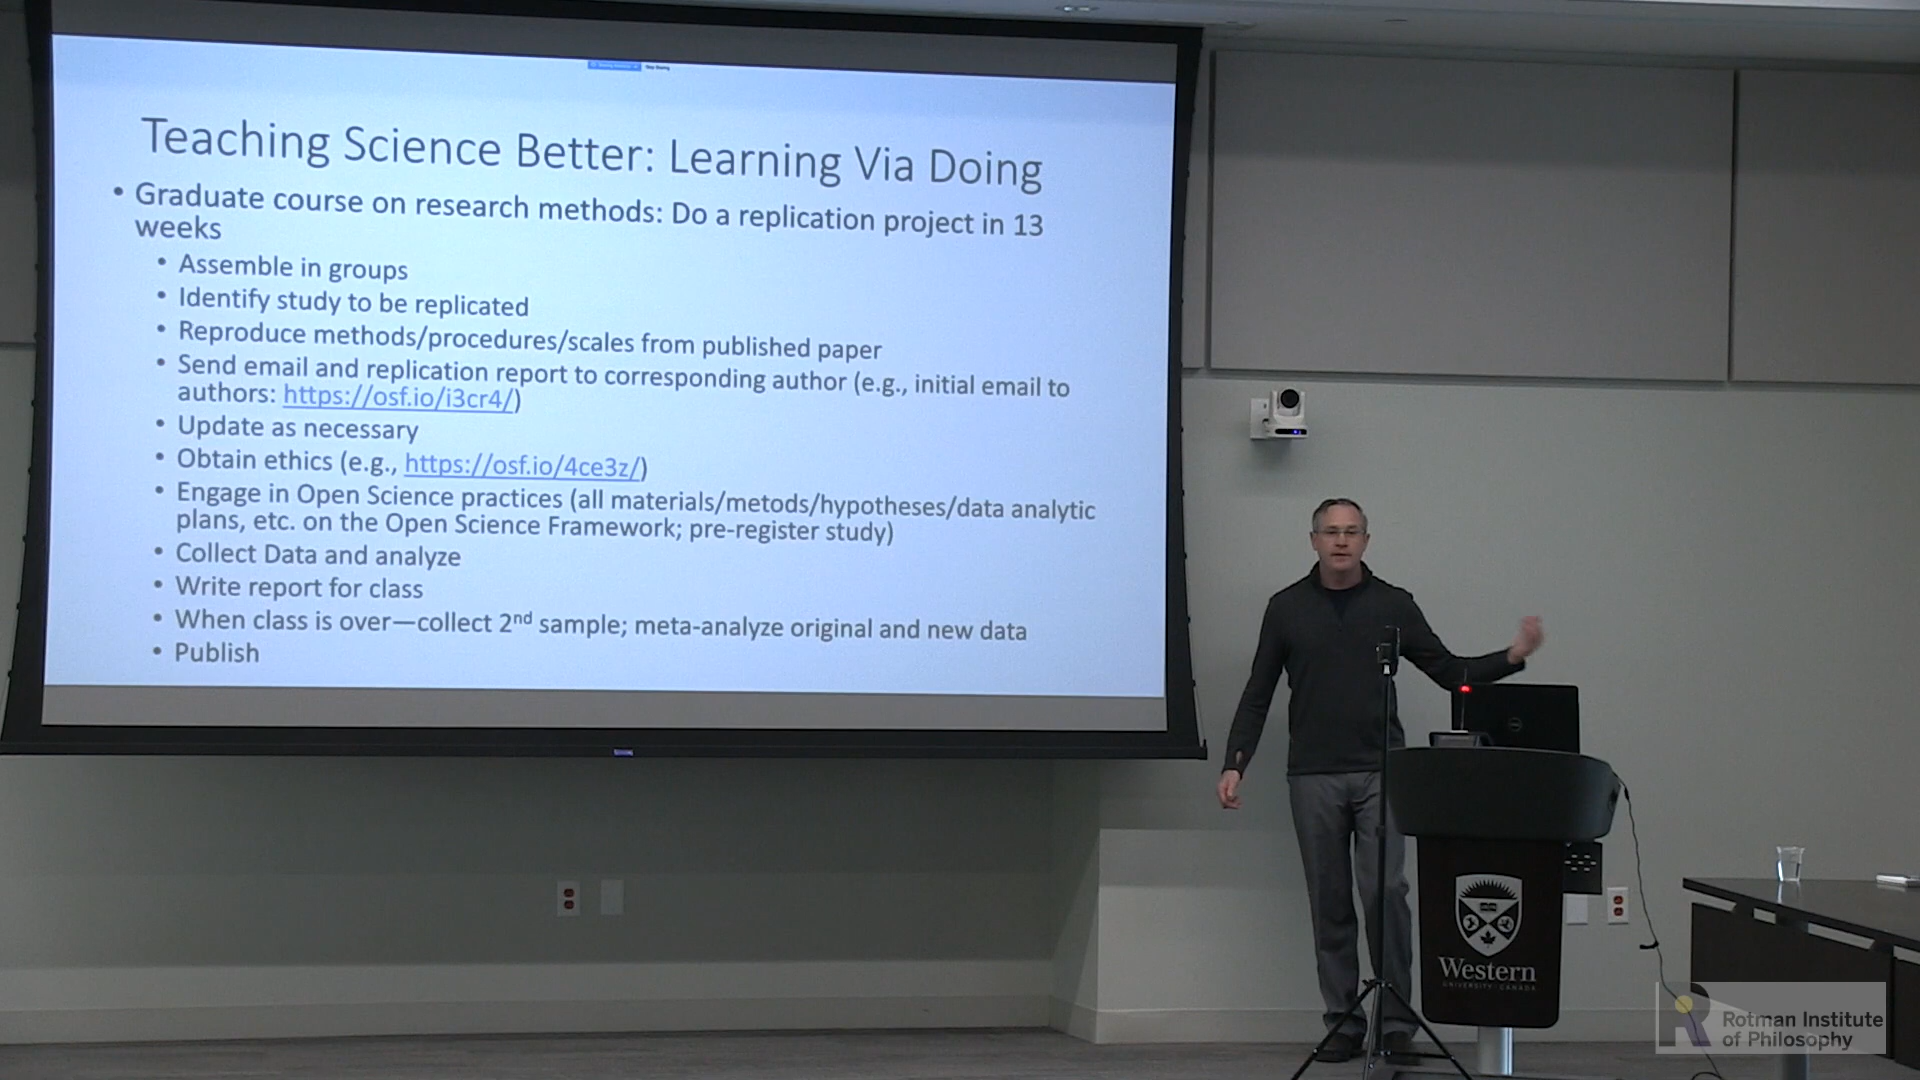 Teaching Science Better: Learning Via Doing
• Graduate course on research methods: Do a replication project in 13
weeks
• Assemble in groups
• Identify study to be replicated
• Reproduce methods/procedures/scales from published paper
• Send email and replication report to corresponding author (e.g., initial email to
authors: https://osf.io/i3cr4/)
• Update as necessary
• Obtain ethics (e.g., https://osf.io/4ce3z/)
• Engage in Open Science practices (all materials/metods/hypotheses/data analytic
plans, etc. on the Open Science Framework; pre-register study)
• Collect Data and analyze
• Write report for class
• When class is over—collect 2nd sample; meta-analyze original and new data
• Publish
Western
UNIVERSITY · CANADA
Rotman Institute
of Philosophy